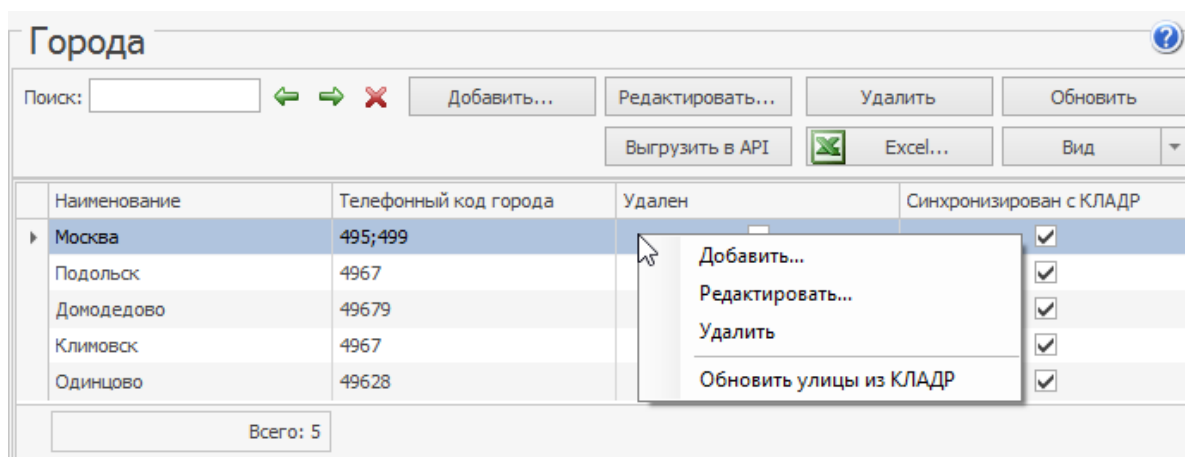 Города
Поиск: Добавить... Редактировать... Удалить Обновить
Выгрузить в API Excel... Вид
Наименование Телефонный код города Удален Синхронизирован с КЛАДР
Москва 495;499
Подольск 4967
Домодедово 49679
Климовск 4967
Одинцово 49628
Добавить...
Редактировать...
Удалить
Обновить улицы из КЛАДР
Всего: 5